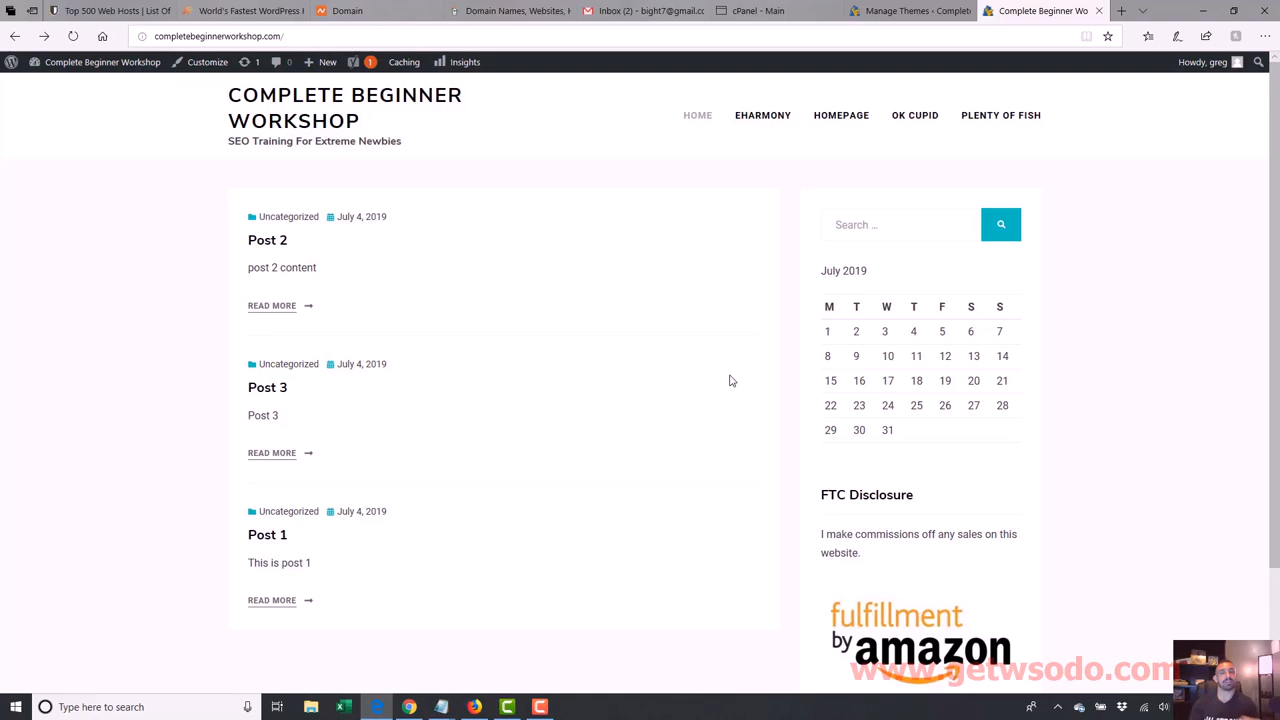 Top 500 Web Hosts | List Of
World's Fastest WordPress
Domain
Domain Names, Websites, H
Inbox (2) - bight7@gmail.co
cPanel - Main
Manage Themes ‹ Complete
Complete Beginner Wo
completebeginnerworkshop.com/
Complete Beginner Workshop
Customize
1
0
New
1
Caching
Insights
Howdy, greg
COMPLETE BEGINNER
WORKSHOP
SEO Training For Extreme Newbies
HOME EHARMONY HOMEPAGE OK CUPID PLENTY OF FISH
Uncategorized July 4, 2019
Post 2
post 2 content
READ MORE
Uncategorized July 4, 2019
Post 3
Post 3
READ MORE
Uncategorized July 4, 2019
Post 1
This is post 1
READ MORE
Search ...
July 2019
M T W T F S S
1 2 3 4 5 6 7
8 9 10 11 12 13 14
15 16 17 18 19 20 21
22 23 24 25 26 27 28
29 30 31
FTC Disclosure
I make commissions off any sales on this
website.
fulfillment
by amazon
www.getwsodo.com
Type here to search